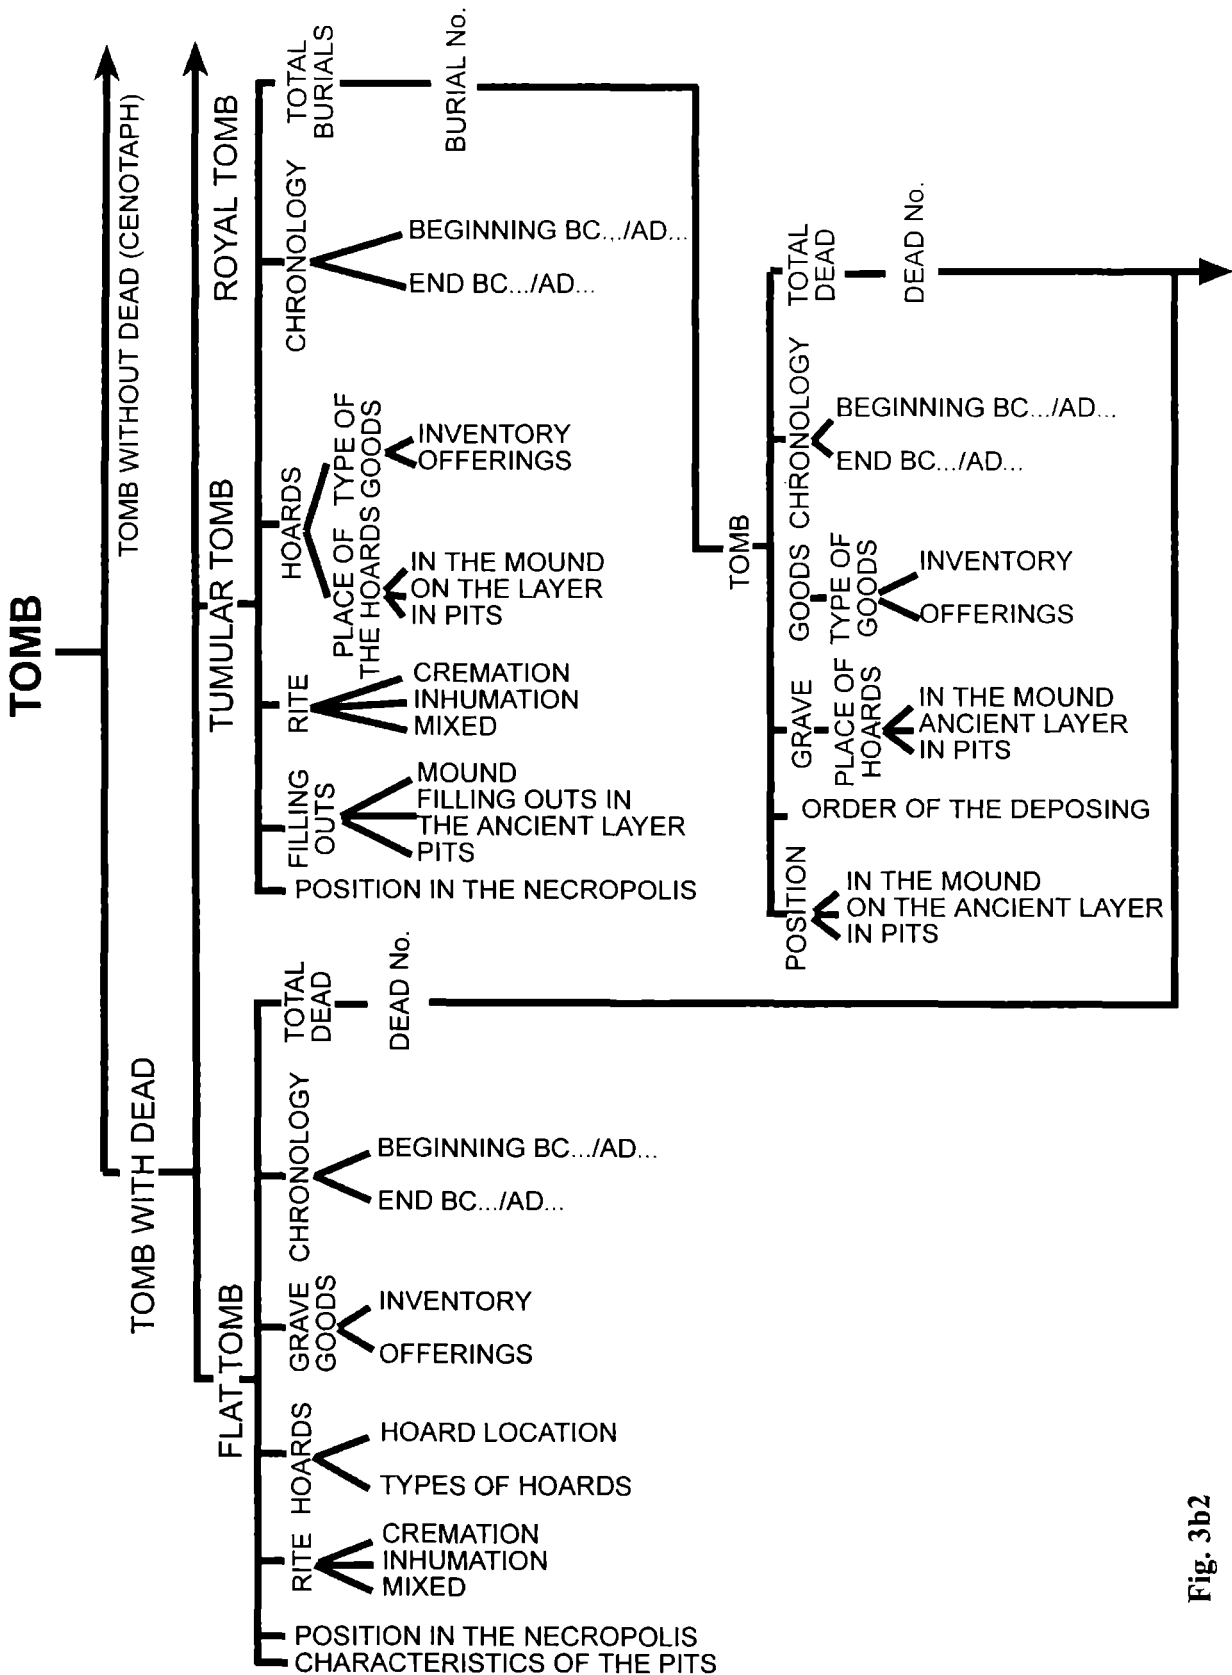 TOMB
TOMB WITH DEAD
TOMB WITHOUT DEAD (CENOTAPH)
FLAT TOMB
TUMULAR TOMB
ROYAL TOMB
CHARACTERISTICS OF THE PITS
POSITION IN THE NECROPOLIS
RITE
CREMATION
INHUMATION
MIXED
HOARDS
HOARD LOCATION
TYPES OF HOARDS
GRAVE
GOODS
INVENTORY
OFFERINGS
CHRONOLOGY
BEGINNING BC.../AD...
END BC.../AD...
TOTAL
DEAD
DEAD No.
POSITION IN THE NECROPOLIS
FILLING
OUTS
MOUND
FILLING OUTS IN
THE ANCIENT LAYER
PITS
RITE
CREMATION
INHUMATION
MIXED
HOARDS
PLACE OF
THE HOARDS
IN THE MOUND
ON THE LAYER
IN PITS
TYPE OF
GOODS
INVENTORY
OFFERINGS
CHRONOLOGY
BEGINNING BC.../AD...
END BC.../AD...
TOTAL
BURIALS
BURIAL No.
TOMB
POSITION
IN THE MOUND
ON THE ANCIENT LAYER
IN PITS
ORDER OF THE DEPOSING
GRAVE
PLACE OF
HOARDS
IN THE MOUND
ANCIENT LAYER
IN PITS
GOODS
TYPE OF
GOODS
INVENTORY
OFFERINGS
CHRONOLOGY
BEGINNING BC.../AD...
END BC.../AD...
TOTAL
DEAD
DEAD No.
Fig. 3b2